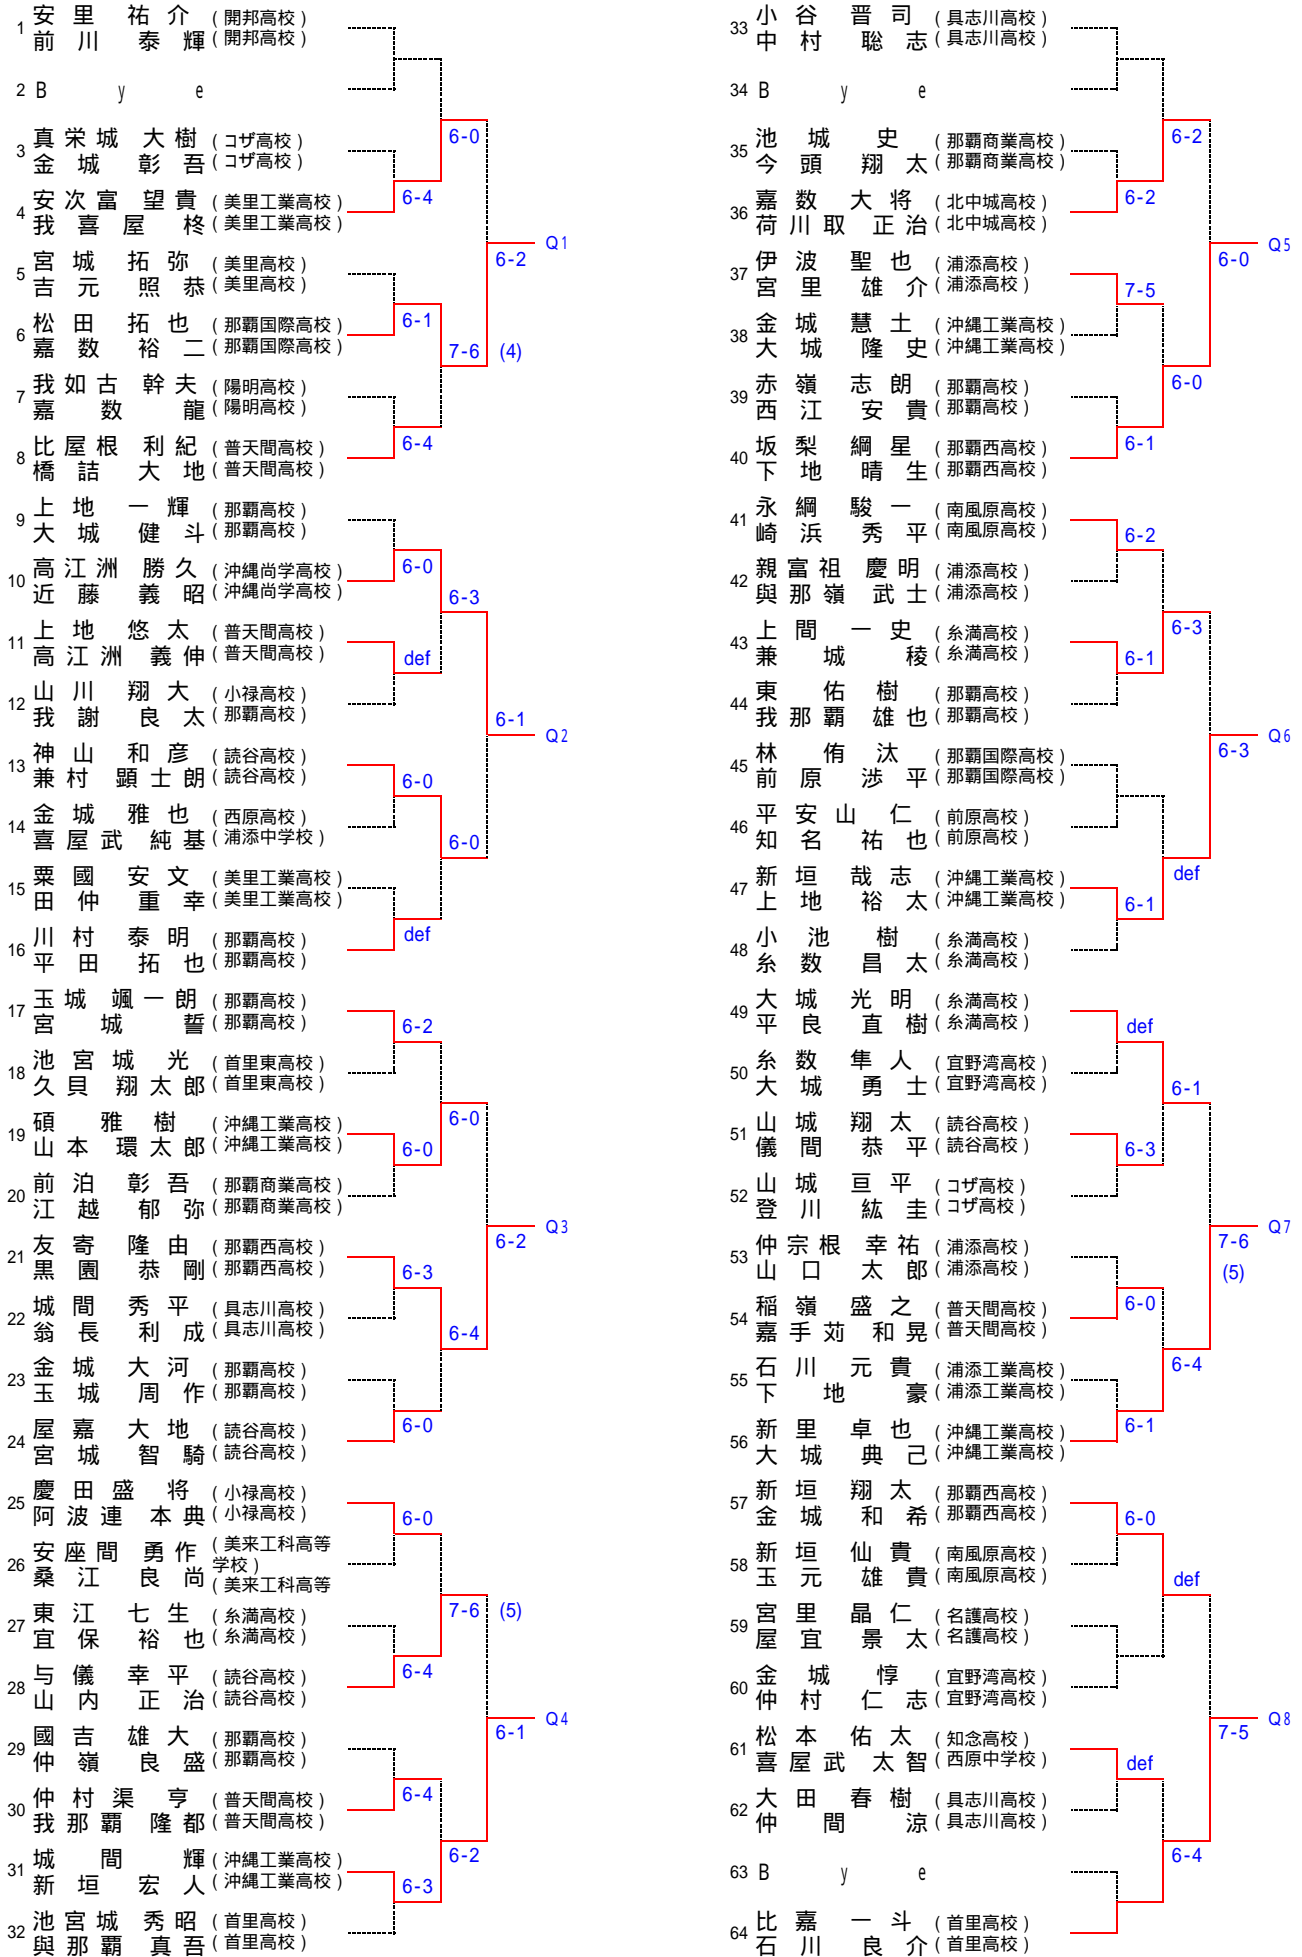 1 安里 祐介 (開邦高校)
前川 泰輝 (開邦高校)
2 B y e
3 真栄城 大樹 (コザ高校)
金城 彰吾 (コザ高校)
6-0
4 安次富 望貴 (美里工業高校)
我喜屋 柊 (美里工業高校)
6-4
Q1
6-2
5 宮城 拓弥 (美里高校)
吉元 照恭 (美里高校)
6 松田 拓也 (那覇国際高校)
嘉数 裕二 (那覇国際高校)
6-1
7-6 (4)
7 我如古 幹夫 (陽明高校)
嘉数 龍 (陽明高校)
8 比屋根 利紀 (普天間高校)
橋詰 大地 (普天間高校)
6-4
9 上地 一輝 (那覇高校)
大城 健斗 (那覇高校)
10 高江洲 勝久 (沖縄尚学高校)
近藤 義昭 (沖縄尚学高校)
6-0
6-3
11 上地 悠太 (普天間高校)
高江洲 義伸 (普天間高校)
def
12 山川 翔大 (小禄高校)
我謝 良太 (那覇高校)
6-1
Q2
13 神山 和彦 (読谷高校)
兼村 顕士朗 (読谷高校)
6-0
14 金城 雅也 (西原高校)
喜屋武 純基 (浦添中学校)
6-0
15 粟國 安文 (美里工業高校)
田仲 重幸 (美里工業高校)
16 川村 泰明 (那覇高校)
平田 拓也 (那覇高校)
def
17 玉城 颯一朗 (那覇高校)
宮城 誓 (那覇高校)
6-2
18 池宮城 光 (首里東高校)
久貝 翔太郎 (首里東高校)
19 碩 雅樹 (沖縄工業高校)
山本 環太郎 (沖縄工業高校)
6-0
6-0
20 前泊 彰吾 (那覇商業高校)
江越 郁弥 (那覇商業高校)
Q3
6-2
21 友寄 隆由 (那覇西高校)
黒園 恭剛 (那覇西高校)
6-3
22 城間 秀平 (具志川高校)
翁長 利成 (具志川高校)
6-4
23 金城 大河 (那覇高校)
玉城 周作 (那覇高校)
24 屋嘉 大地 (読谷高校)
宮城 智騎 (読谷高校)
6-0
25 慶田盛 将 (小禄高校)
阿波連 本典 (小禄高校)
6-0
26 安座間 勇作 (美来工科高等
学校)
桑江 良尚 (美来工科高等
27 東江 七生 (糸満高校)
宜保 裕也 (糸満高校)
7-6 (5)
28 与儀 幸平 (読谷高校)
山内 正治 (読谷高校)
6-4
Q4
6-1
29 國吉 雄大 (那覇高校)
仲嶺 良盛 (那覇高校)
30 仲村渠 亨 (普天間高校)
我那覇 隆都 (普天間高校)
6-4
31 城間 輝 (沖縄工業高校)
新垣 宏人 (沖縄工業高校)
6-2
6-3
32 池宮城 秀昭 (首里高校)
與那覇 真吾 (首里高校)
33 小谷 晋司 (具志川高校)
中村 聡志 (具志川高校)
34 B y e
35 池城 史 (那覇商業高校)
今頭 翔太 (那覇商業高校)
6-2
36 嘉数 大将 (北中城高校)
荷川取 正治 (北中城高校)
6-2
Q5
6-0
37 伊波 聖也 (浦添高校)
宮里 雄介 (浦添高校)
7-5
38 金城 慧士 (沖縄工業高校)
大城 隆史 (沖縄工業高校)
6-0
39 赤嶺 志朗 (那覇高校)
西江 安貴 (那覇高校)
40 坂梨 綱星 (那覇西高校)
下地 晴生 (那覇西高校)
6-1
41 永綱 駿一 (南風原高校)
崎浜 秀平 (南風原高校)
6-2
42 親富祖 慶明 (浦添高校)
與那嶺 武士 (浦添高校)
6-3
43 上間 一史 (糸満高校)
兼城 稜 (糸満高校)
6-1
44 東 佑樹 (那覇高校)
我那覇 雄也 (那覇高校)
Q6
6-3
45 林 侑汰 (那覇国際高校)
前原 渉平 (那覇国際高校)
46 平安山 仁 (前原高校)
知名 祐也 (前原高校)
def
47 新垣 哉志 (沖縄工業高校)
上地 裕太 (沖縄工業高校)
6-1
48 小池 樹 (糸満高校)
糸数 昌太 (糸満高校)
49 大城 光明 (糸満高校)
平良 直樹 (糸満高校)
def
50 糸数 隼人 (宜野湾高校)
大城 勇士 (宜野湾高校)
6-1
51 山城 翔太 (読谷高校)
儀間 恭平 (読谷高校)
6-3
52 山城 亘平 (コザ高校)
登川 紘圭 (コザ高校)
Q7
7-6
(5)
53 仲宗根 幸祐 (浦添高校)
山口 太郎 (浦添高校)
54 稲嶺 盛之 (普天間高校)
嘉手苅 和晃 (普天間高校)
6-0
6-4
55 石川 元貴 (浦添工業高校)
下地 豪 (浦添工業高校)
56 新里 卓也 (沖縄工業高校)
大城 典己 (沖縄工業高校)
6-1
57 新垣 翔太 (那覇西高校)
金城 和希 (那覇西高校)
6-0
58 新垣 仙貴 (南風原高校)
玉元 雄貴 (南風原高校)
def
59 宮里 晶仁 (名護高校)
屋宜 景太 (名護高校)
60 金城 惇 (宜野湾高校)
仲村 仁志 (宜野湾高校)
Q8
7-5
61 松本 佑太 (知念高校)
喜屋武 太智 (西原中学校)
def
62 大田 春樹 (具志川高校)
仲間 涼 (具志川高校)
6-4
63 B y e
64 比嘉 一斗 (首里高校)
石川 良介 (首里高校)